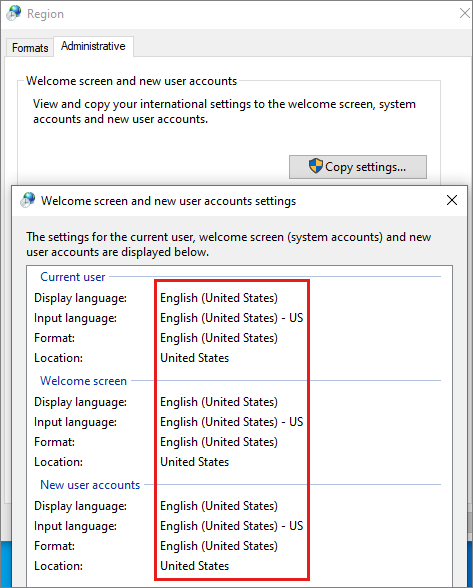 Region
Formats
Administrative
Welcome screen and new user accounts
View and copy your international settings to the welcome screen, system
accounts and new user accounts.
Copy settings...
Welcome screen and new user accounts settings
The settings for the current user, welcome screen (system accounts) and new
user accounts are displayed below.
Current user
Display language: English (United States)
Input language: English (United States) - US
Format: English (United States)
Location: United States
Welcome screen
Display language: English (United States)
Input language: English (United States) - US
Format: English (United States)
Location: United States
New user accounts
Display language: English (United States)
Input language: English (United States) - US
Format: English (United States)
Location: United States